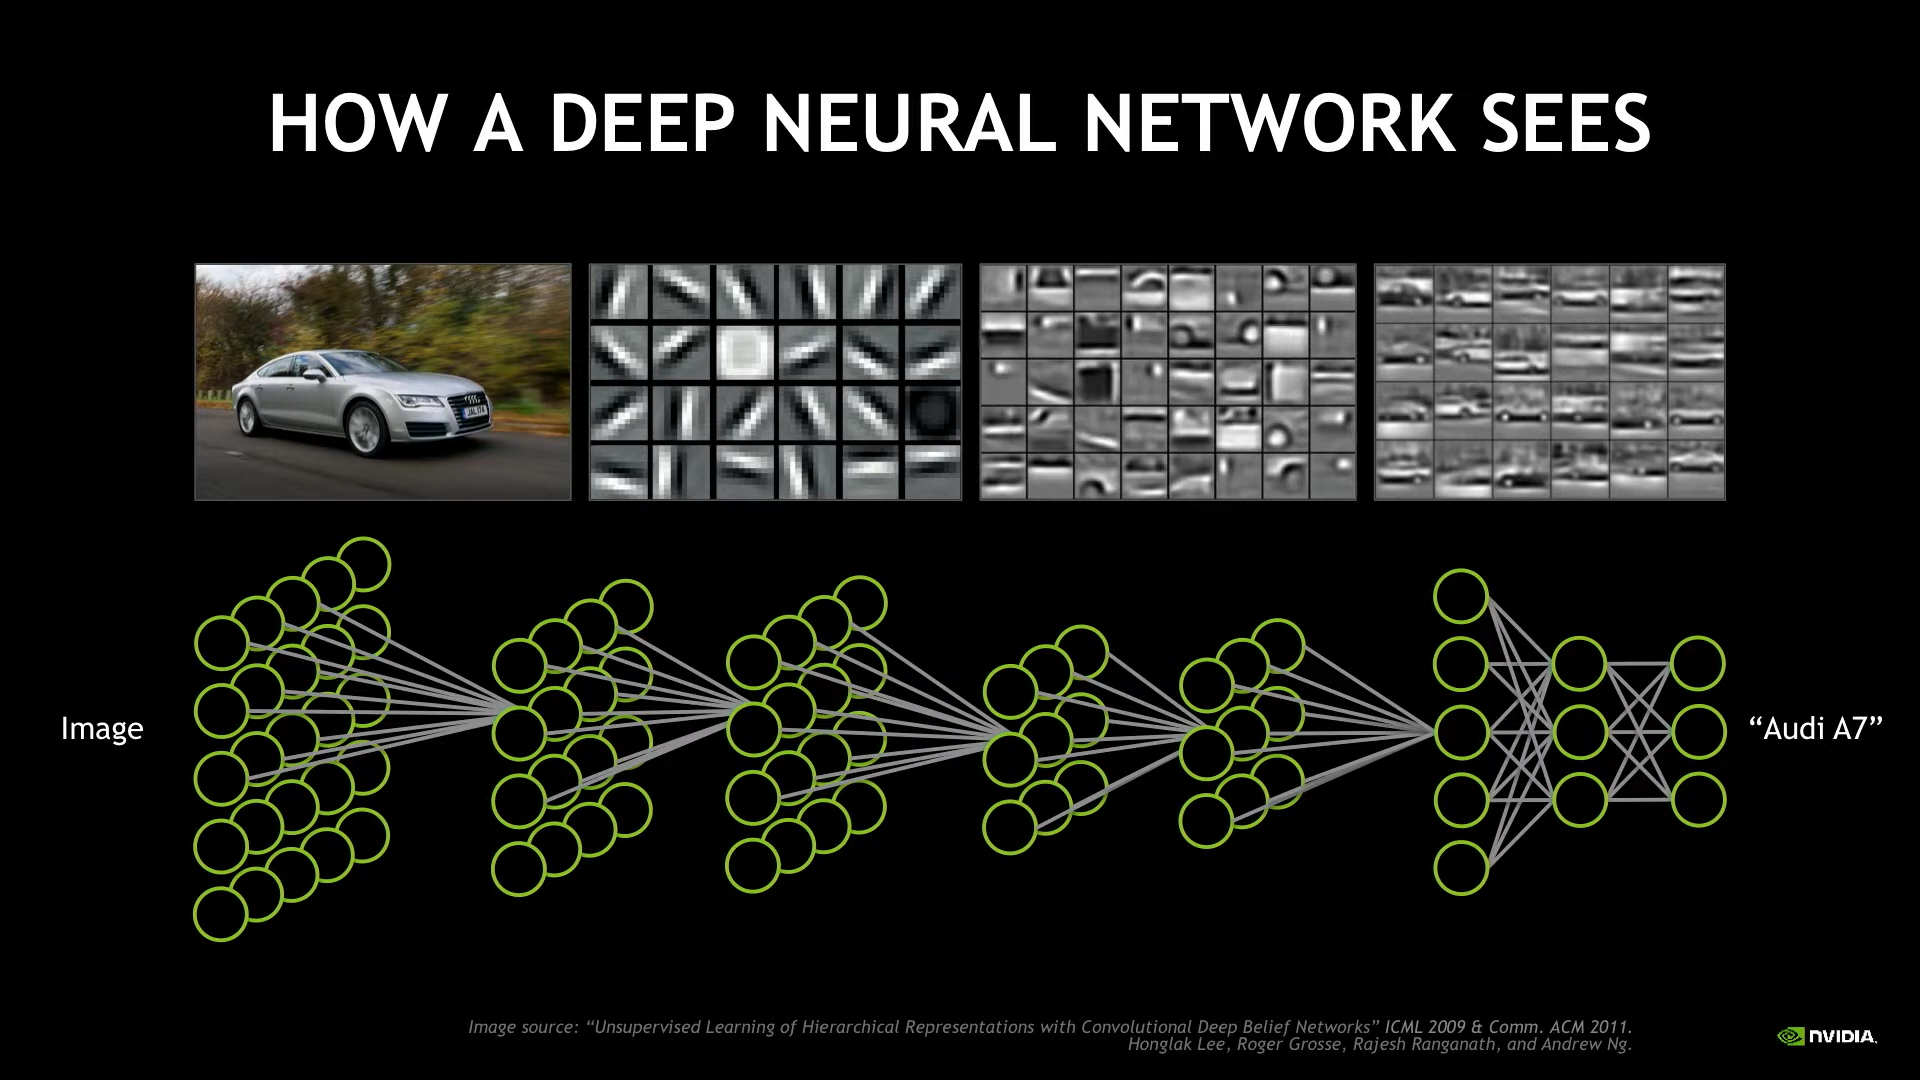 HOW A DEEP NEURAL NETWORK SEES
Image
“Audi A7”
Image source: “Unsupervised Learning of Hierarchical Representations with Convolutional Deep Belief Networks” ICML 2009 & Comm. ACM 2011.
Honglak Lee, Roger Grosse, Rajesh Ranganath, and Andrew Ng.
NVIDIA.